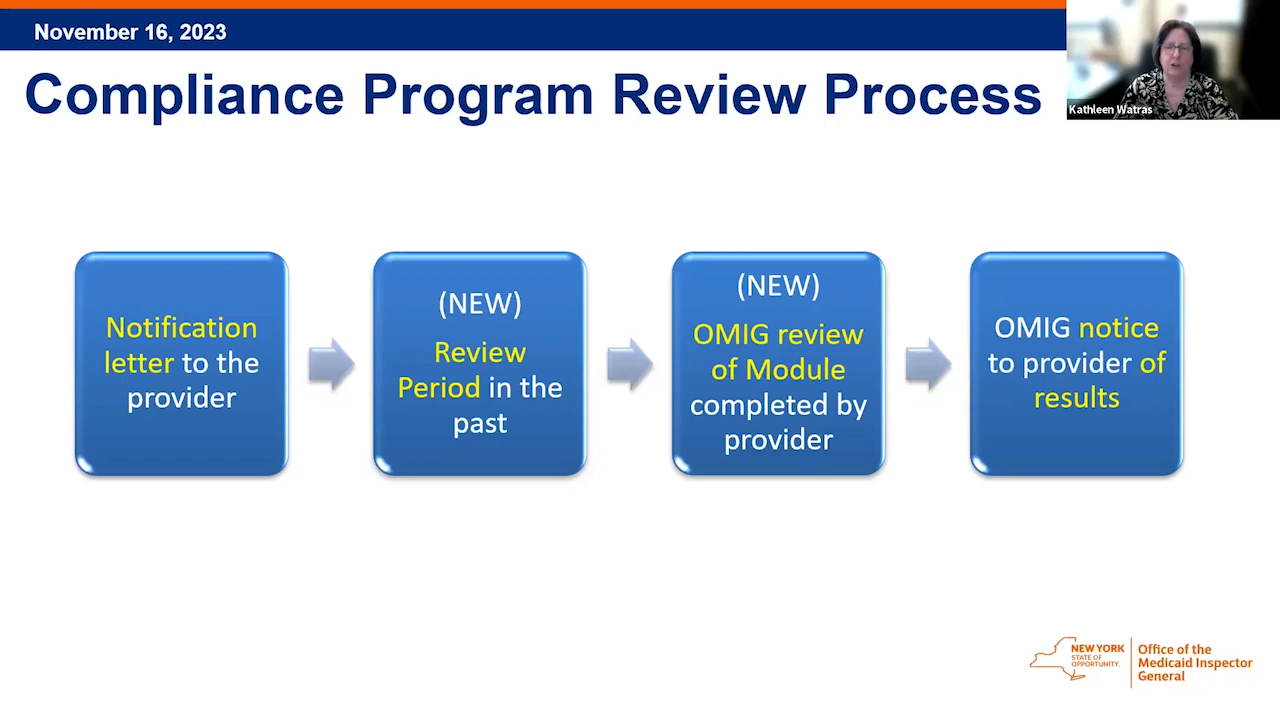 November 16, 2023
Compliance Program Review Process
Kathleen Watras
Notification
letter to the
provider
(NEW)
Review
Period in the
past
(NEW)
OMIG review
of Module
completed by
provider
OMIG notice
to provider of
results
NEW YORK
STATE OF
OPPORTUNITY.
Office of the
Medicaid Inspector
General